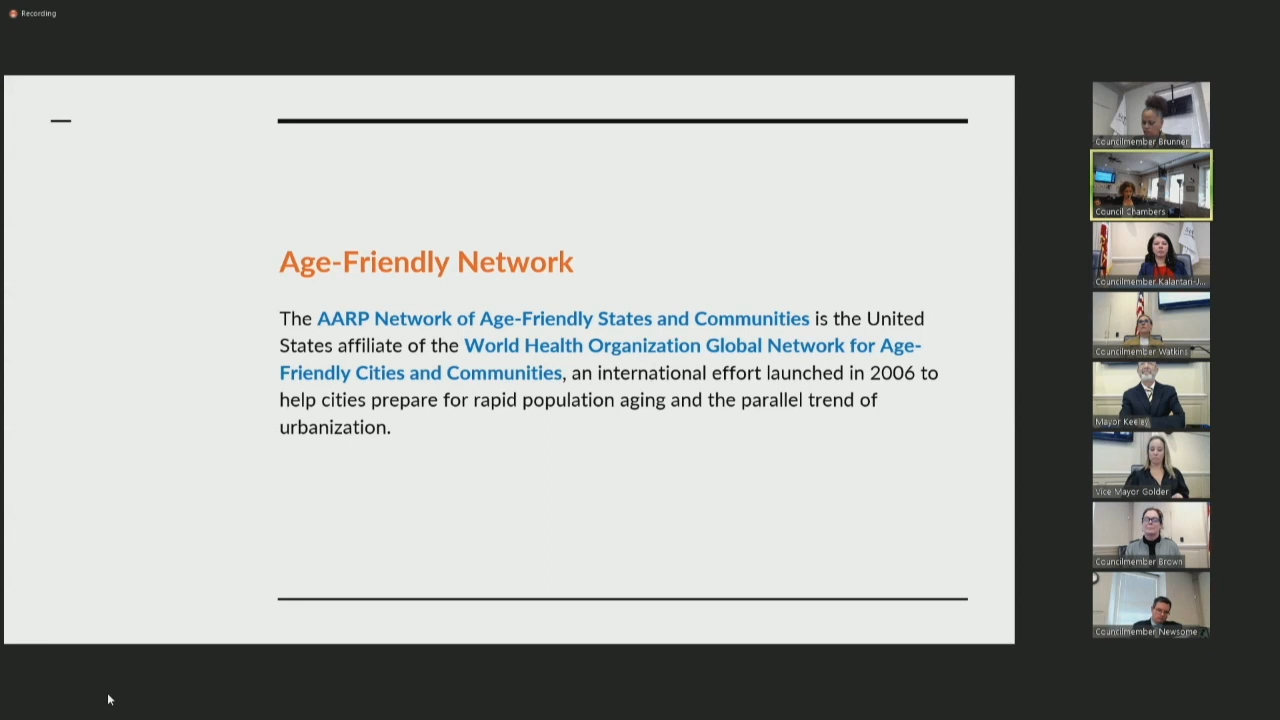 Recording
Age-Friendly Network
The AARP Network of Age-Friendly States and Communities is the United
States affiliate of the World Health Organization Global Network for Age-
Friendly Cities and Communities, an international effort launched in 2006 to
help cities prepare for rapid population aging and the parallel trend of
urbanization.
Councilmember Brunner
Council Chambers
Councilmember Kalantari-J...
Councilmember Watkins
Mayor Keeley
Vice Mayor Golder
Councilmember Brown
Councilmember Newsome